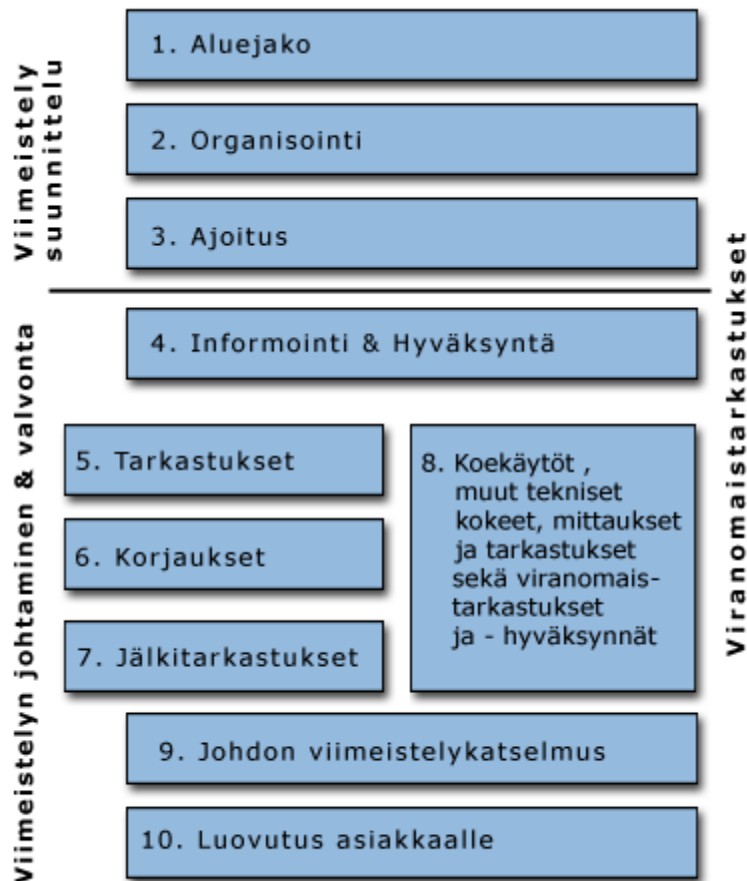 Viimeistely
suunnittelu
1. Aluejako
2. Organisointi
3. Ajoitus
Viimeistelyn johtaminen & valvonta
4. Informointi & Hyväksyntä
5. Tarkastukset
6. Korjaukset
7. Jälkitarkastukset
8. Koekäytöt ,
muut tekniset
kokeet, mittaukset
ja tarkastukset
sekä viranomais-
tarkastukset
ja - hyväksynnät
9. Johdon viimeistelykatselmus
10. Luovutus asiakkaalle
Viranomaistarkastukset